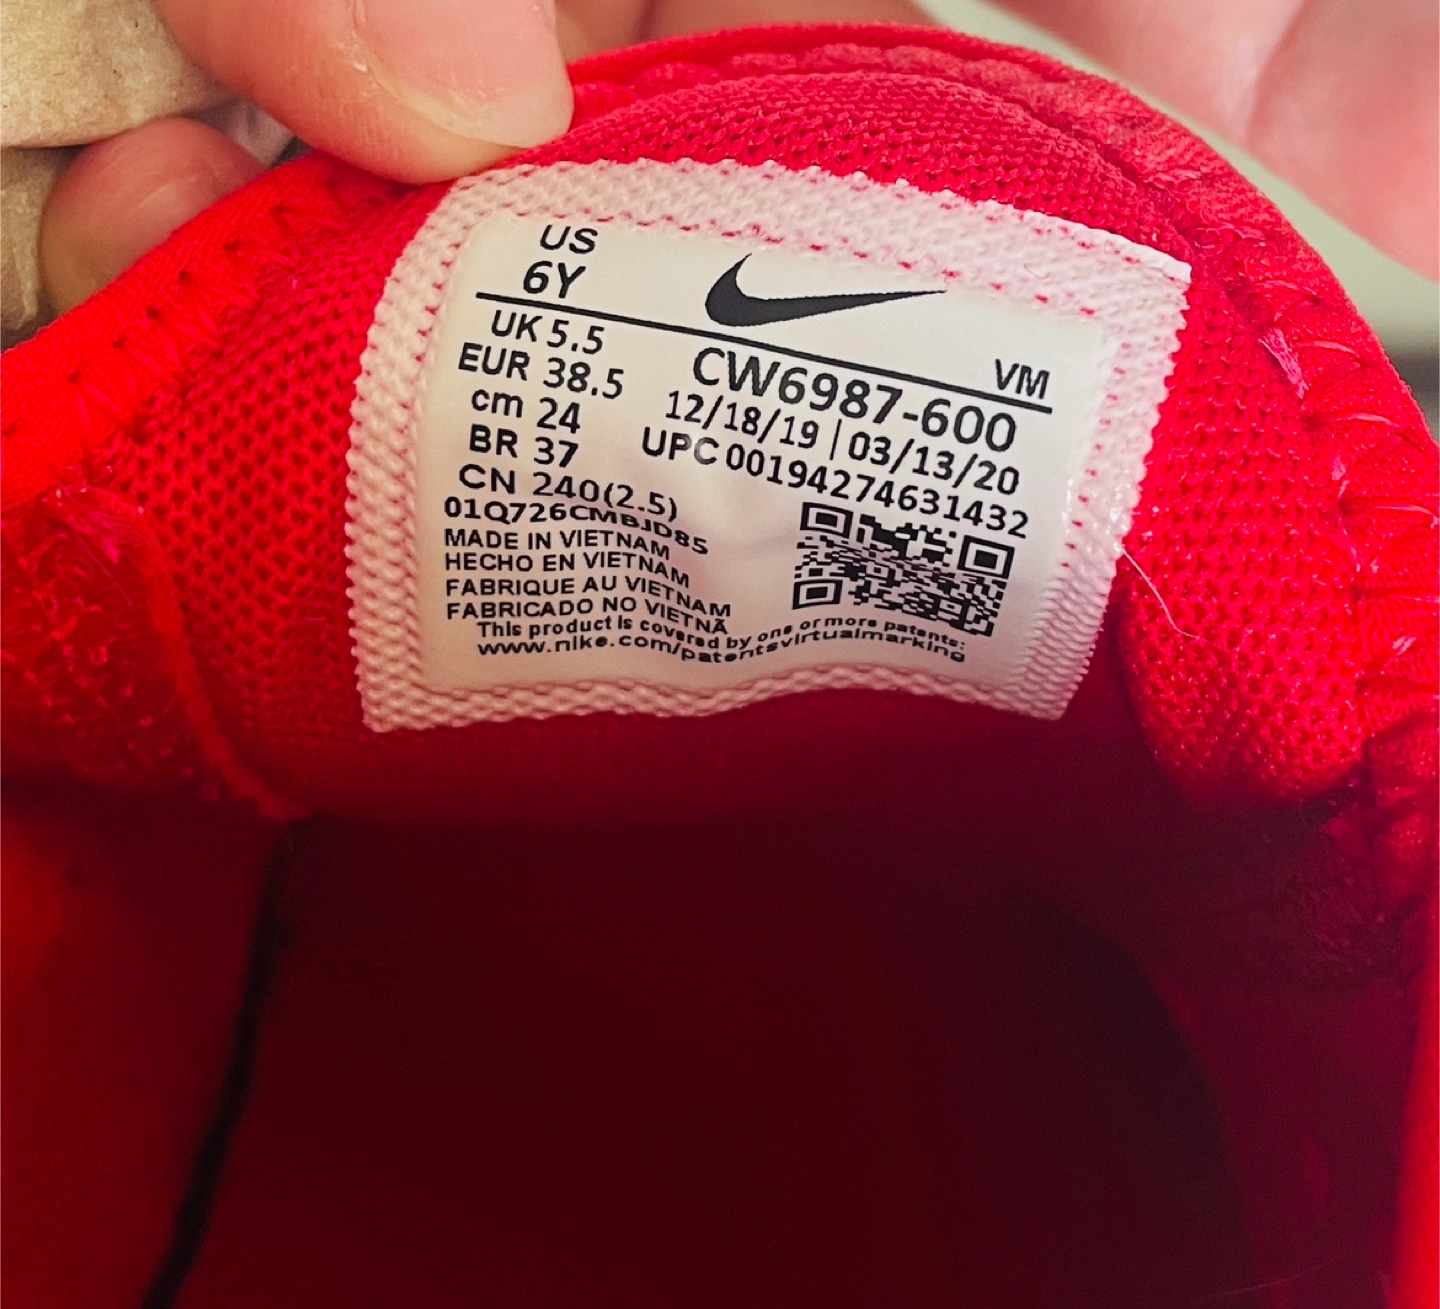 US
6Y
VM
UK 5.5
EUR 38.5
cm 24
BR 37
CN 240(2.5)
CW6987-600
12/18/19 | 03/13/20
UPC 00194274631432
01Q726CMBJD85
MADE IN VIETNAM
HECHO EN VIETNAM
FABRIQUE AU VIETNAM
FABRICADO NO VIETNÃ
This product is covered by one or more patents:
www.nike.com/patentsvirtualmarking